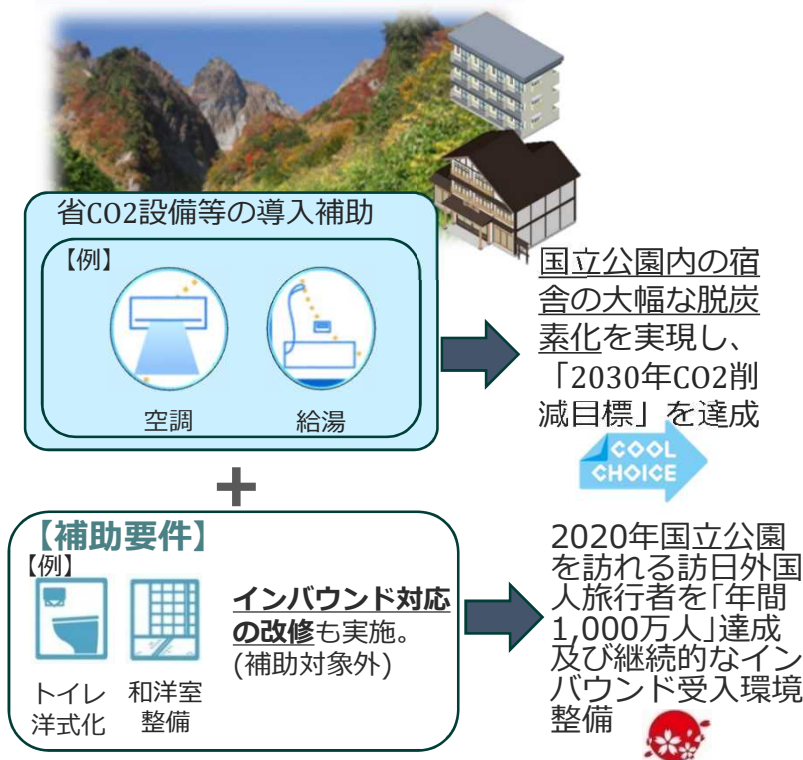 省CO2設備等の導入補助
【例】
空調
給湯
国立公園内の宿
舎の大幅な脱炭
素化を実現し、
「2030年CO2削
減目標」を達成
COOL
CHOICE
+
【補助要件】
【例】
トイレ
洋式化
和洋室
整備
インバウンド対応
の改修も実施。
(補助対象外)
2020年国立公園
を訪れる訪日外国
人旅行者を｢年間
1,000万人｣達成
及び継続的なイン
バウンド受入環境
整備